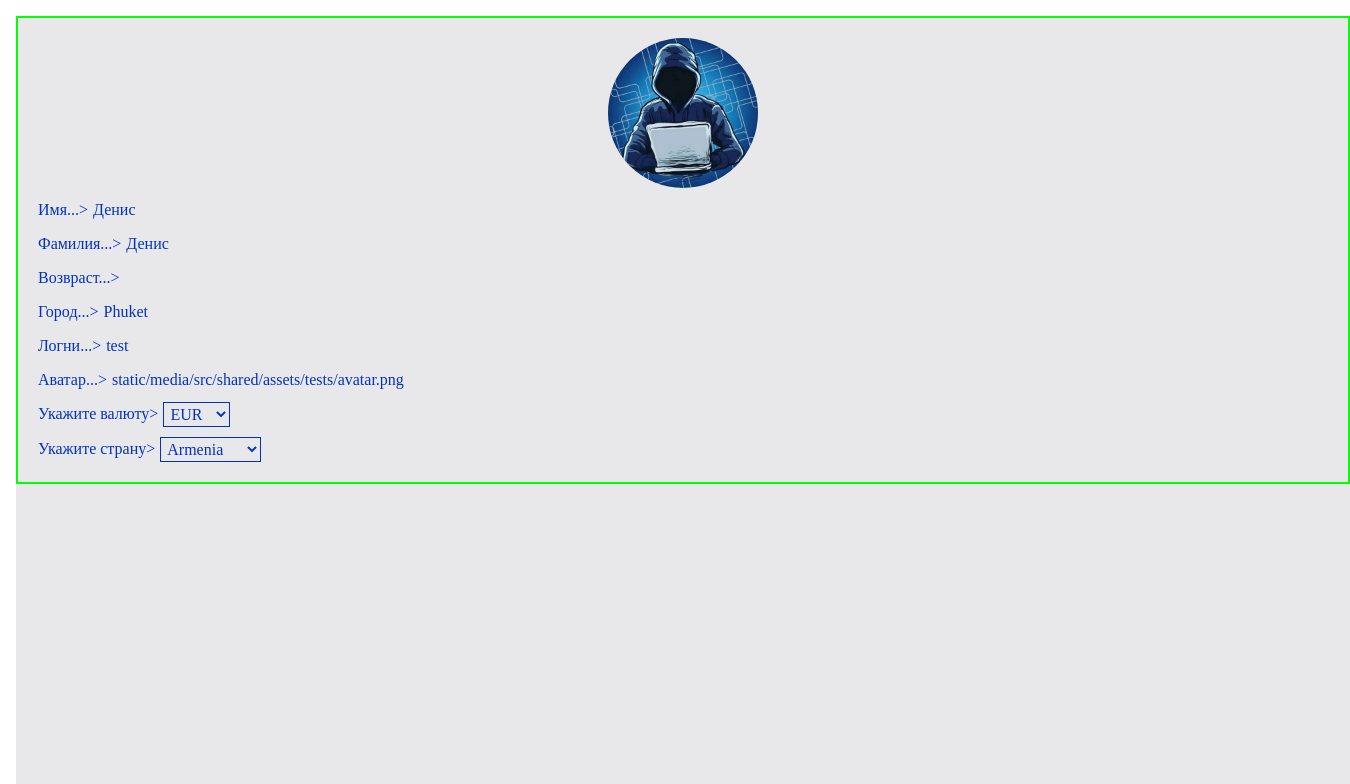 Имя...> Денис
Фамилия...> Денис
Возвраст...>
Город...> Phuket
Логни...> test
Аватар...> static/media/src/shared/assets/tests/avatar.png
Укажите валюту> EUR
Укажите страну> Armenia